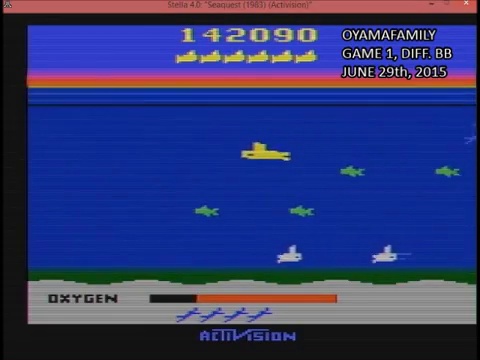 Stella 4.0: "Seaquest (1983) (Activision)"
142090
OYAMAFAMILY
GAME 1, DIFF. BB
JUNE 29th, 2015
OXYGEN
ACTIVISION